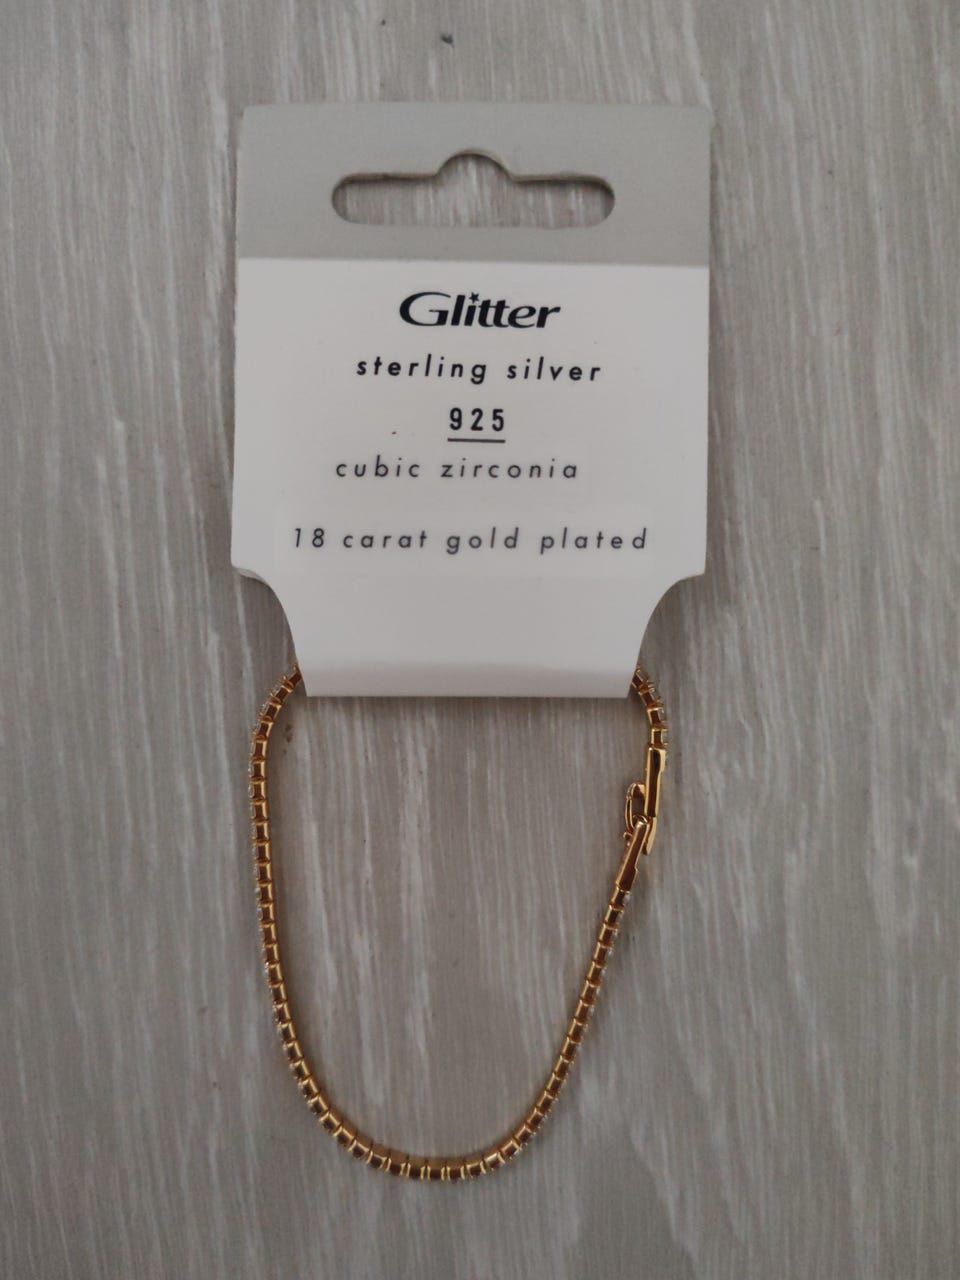 Glitter
sterling silver
925
cubic zirconia
18 carat gold plated